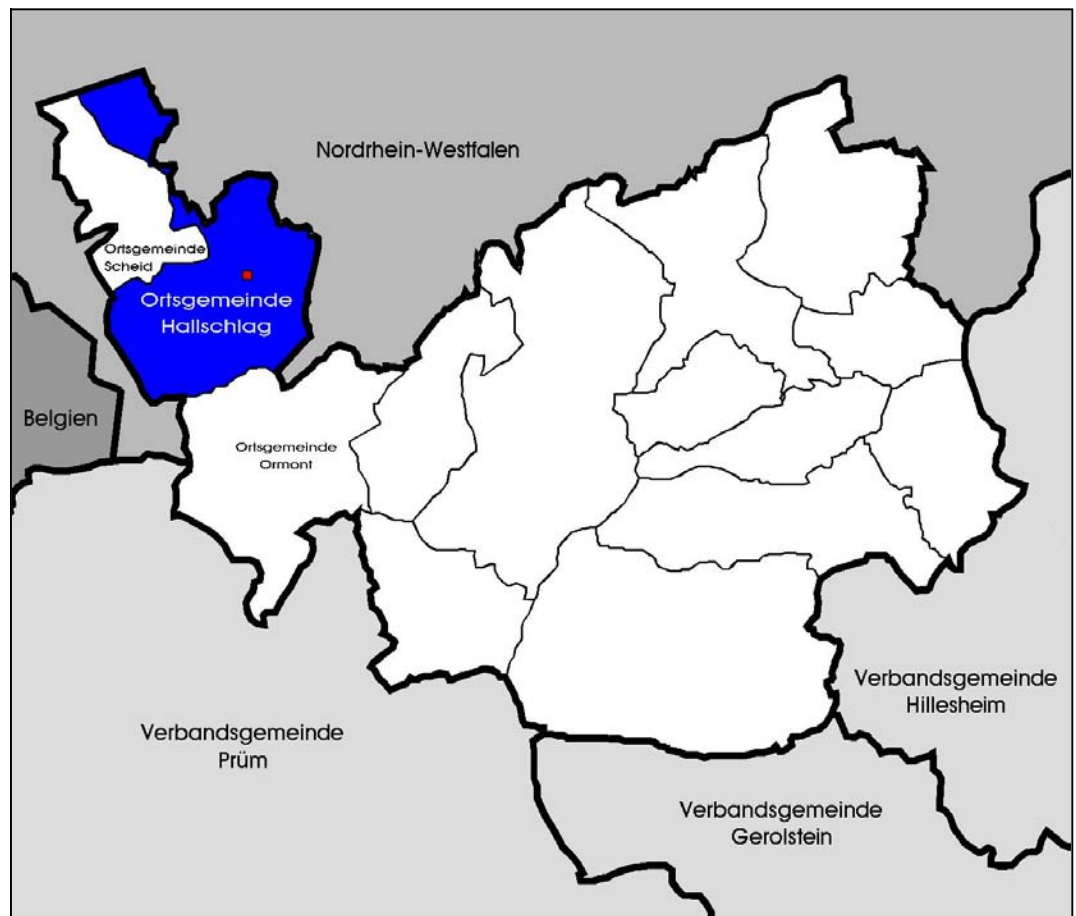 Nordrhein-Westfalen
Ortsgemeinde
Scheid
Ortsgemeinde
Hallschlag
Belgien
Ortsgemeinde
Ormont
Verbandsgemeinde
Hillesheim
Verbandsgemeinde
Prüm
Verbandsgemeinde
Gerolstein